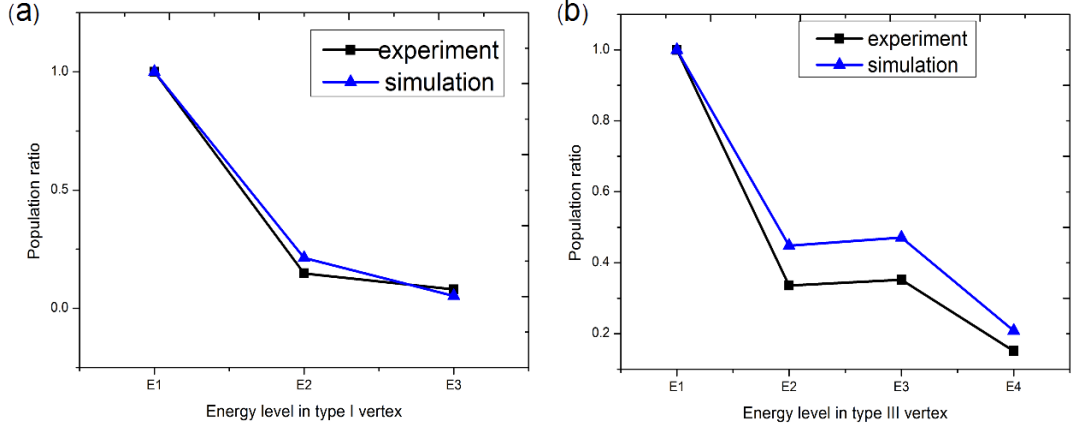 (a)
experiment
simulation
1.0
0.5
0.0
Population ratio
E1 E2 E3
Energy level in type I vertex
(b)
experiment
simulation
1.0
0.8
0.6
0.4
0.2
Population ratio
E1 E2 E3 E4
Energy level in type III vertex